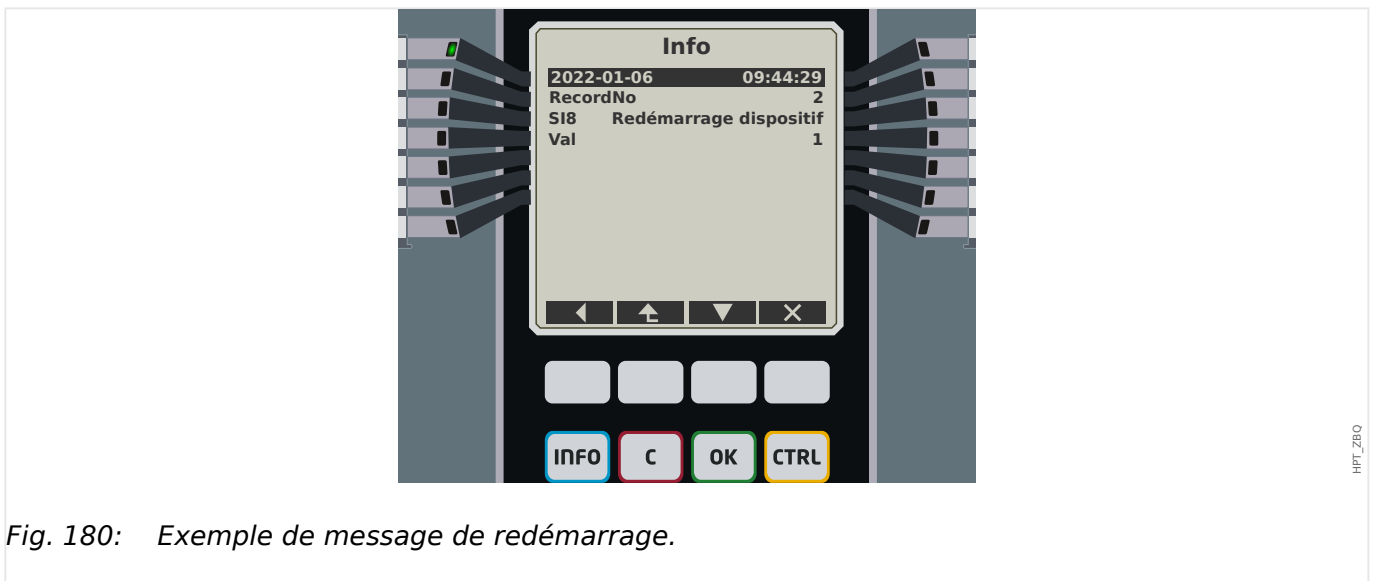 Info
2022-01-06 09:44:29
RecordNo 2
SI8 Redémarrage dispositif
Val 1
INFO C OK CTRL
HPT_ZBQ
Fig. 180: Exemple de message de redémarrage.